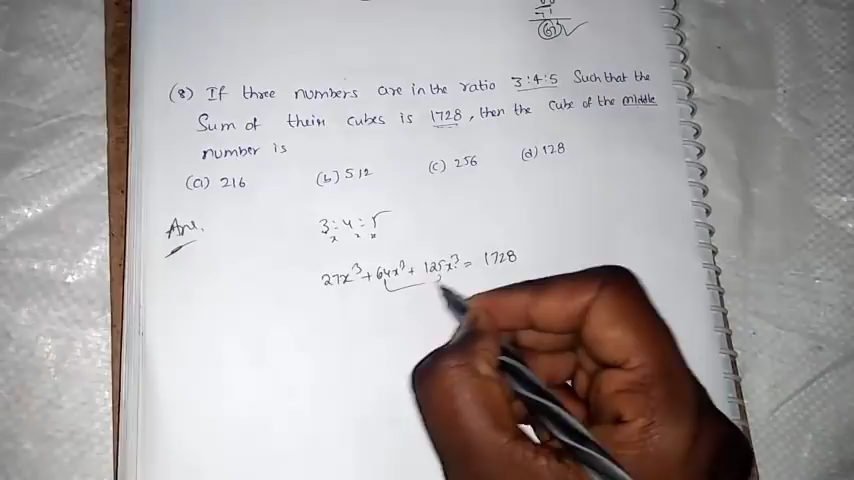 (8) If three numbers are in the ratio 3:4:5 Such that the
Sum of their cubes is 1728, then the cube of the middle
number is
(a) 216 (b) 512 (c) 256 (d) 128
Ans.
3:4:5
x x x
27x³ + 64x³ + 125x³ = 1728